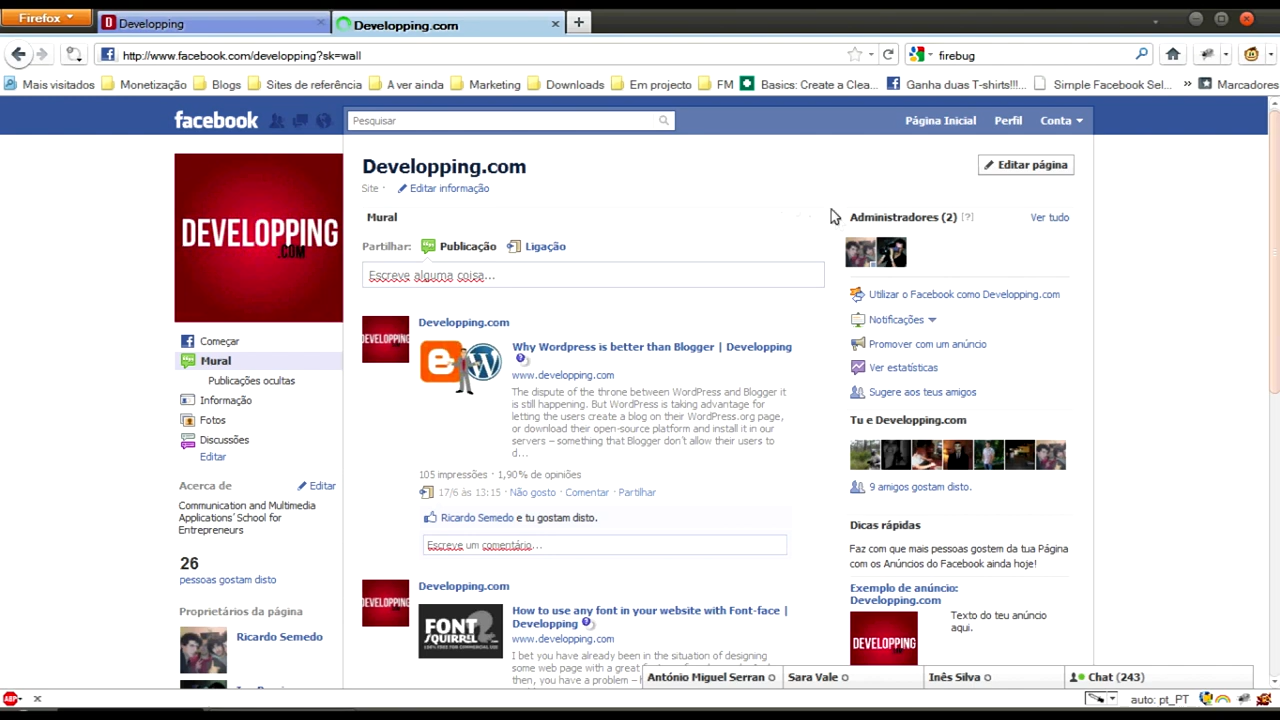 Firefox
Developping
Developping.com
http://www.facebook.com/developping?sk=wall
firebug
Mais visitados
Monetização
Blogs
Sites de referência
A ver ainda
Marketing
Downloads
Em projecto
FM
Basics: Create a Clea...
Ganha duas T-shirts!!!...
Simple Facebook Sel...
»
Marcadores
facebook
Pesquisar
Página Inicial
Perfil
Conta
DEVELOPPING
.COM
Começar
Mural
Publicações ocultas
Informação
Fotos
Discussões
Editar
Acerca de
Editar
Communication and Multimedia
Applications' School for
Entrepreneurs
26
pessoas gostam disto
Proprietários da página
Ricardo Semedo
Developping.com
Editar página
Site ·
Editar informação
Mural
Partilhar:
Publicação
Ligação
Escreve alguma coisa...
DEVELOPPING
Developping.com
Why Wordpress is better than Blogger | Developping
www.developping.com
The dispute of the throne between WordPress and Blogger it
is still happening. But WordPress is taking advantage for
letting the users create a blog on their WordPress.org page,
or download their open-source platform and install it in our
servers – something that Blogger don't allow their users to
d...
105 impressões · 1,90% de opiniões
17/6 às 13:15 · Não gosto · Comentar · Partilhar
Ricardo Semedo e tu gostam disto.
Escreve um comentário...
DEVELOPPING
Developping.com
FONT
SQUIRREL
100% FREE FOR COMMERCIAL USE
How to use any font in your website with Font-face |
Developping
www.developping.com
I bet you have already been in the situation of designing
some web page with a great
then, you have a problem –
Administradores (2) [?]
Ver tudo
Utilizar o Facebook como Developping.com
Notificações
Promover com um anúncio
Ver estatísticas
Sugere aos teus amigos
Tu e Developping.com
9 amigos gostam disto.
Dicas rápidas
Faz com que mais pessoas gostem da tua Página
com os Anúncios do Facebook ainda hoje!
Exemplo de anúncio:
Developping.com
DEVELOPPING
Texto do teu anúncio
aqui.
António Miguel Serran
Sara Vale
Inês Silva
Chat (243)
ABP
auto: pt_PT